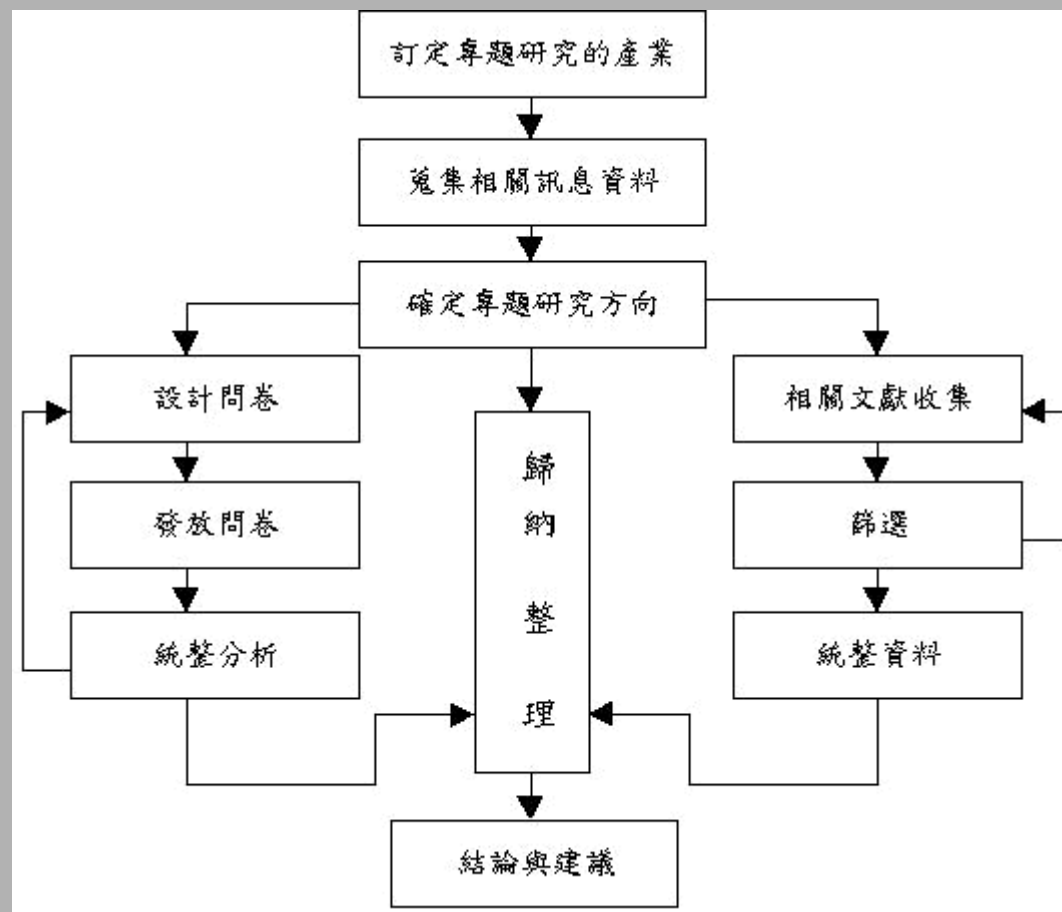 訂定專題研究的產業
蒐集相關訊息資料
確定專題研究方向
設計問卷
相關文獻收集
歸納整理
發放問卷
篩選
統整分析
統整資料
結論與建議